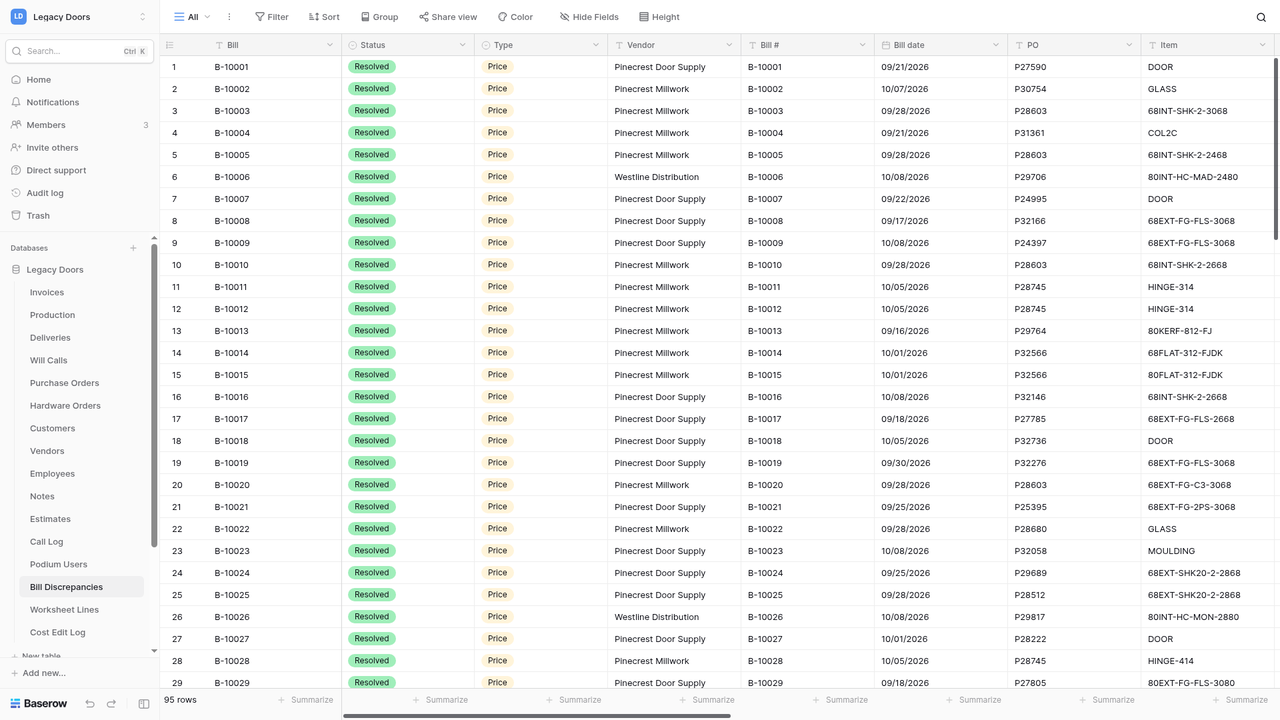 LD Legacy Doors
All Filter Sort Group Share view Color Hide Fields Height
Search... Ctrl K
Home
Notifications
Members 3
Invite others
Direct support
Audit log
Trash
Databases
Legacy Doors
Invoices
Production
Deliveries
Will Calls
Purchase Orders
Hardware Orders
Customers
Vendors
Employees
Notes
Estimates
Call Log
Podium Users
Bill Discrepancies
Worksheet Lines
Cost Edit Log
New table
Add new...
Baserow
Bill Status Type Vendor Bill # Bill date PO Item
1 B-10001 Resolved Price Pinecrest Door Supply B-10001 09/21/2026 P27590 DOOR
2 B-10002 Resolved Price Pinecrest Millwork B-10002 10/07/2026 P30754 GLASS
3 B-10003 Resolved Price Pinecrest Millwork B-10003 09/28/2026 P28603 68INT-SHK-2-3068
4 B-10004 Resolved Price Pinecrest Millwork B-10004 09/21/2026 P31361 COL2C
5 B-10005 Resolved Price Pinecrest Millwork B-10005 09/28/2026 P28603 68INT-SHK-2-2468
6 B-10006 Resolved Price Westline Distribution B-10006 10/08/2026 P29706 80INT-HC-MAD-2480
7 B-10007 Resolved Price Pinecrest Door Supply B-10007 09/22/2026 P24995 DOOR
8 B-10008 Resolved Price Pinecrest Door Supply B-10008 09/17/2026 P32166 68EXT-FG-FLS-3068
9 B-10009 Resolved Price Pinecrest Door Supply B-10009 10/08/2026 P24397 68EXT-FG-FLS-3068
10 B-10010 Resolved Price Pinecrest Millwork B-10010 09/28/2026 P28603 68INT-SHK-2-2668
11 B-10011 Resolved Price Pinecrest Millwork B-10011 10/05/2026 P28745 HINGE-314
12 B-10012 Resolved Price Pinecrest Millwork B-10012 10/05/2026 P28745 HINGE-314
13 B-10013 Resolved Price Pinecrest Millwork B-10013 09/16/2026 P29764 80KERF-812-FJ
14 B-10014 Resolved Price Pinecrest Millwork B-10014 10/01/2026 P32566 68FLAT-312-FJDK
15 B-10015 Resolved Price Pinecrest Millwork B-10015 10/01/2026 P32566 80FLAT-312-FJDK
16 B-10016 Resolved Price Pinecrest Door Supply B-10016 10/08/2026 P32146 68INT-SHK-2-2668
17 B-10017 Resolved Price Pinecrest Door Supply B-10017 09/18/2026 P27785 68EXT-FG-FLS-2668
18 B-10018 Resolved Price Pinecrest Door Supply B-10018 10/05/2026 P32736 DOOR
19 B-10019 Resolved Price Pinecrest Door Supply B-10019 09/30/2026 P32276 68EXT-FG-FLS-3068
20 B-10020 Resolved Price Pinecrest Millwork B-10020 09/28/2026 P28603 68EXT-FG-C3-3068
21 B-10021 Resolved Price Pinecrest Door Supply B-10021 09/25/2026 P25395 68EXT-FG-2PS-3068
22 B-10022 Resolved Price Pinecrest Millwork B-10022 09/28/2026 P28680 GLASS
23 B-10023 Resolved Price Pinecrest Door Supply B-10023 10/08/2026 P32058 MOULDING
24 B-10024 Resolved Price Pinecrest Door Supply B-10024 09/25/2026 P29689 68EXT-SHK20-2-2868
25 B-10025 Resolved Price Pinecrest Door Supply B-10025 09/28/2026 P28512 68EXT-SHK20-2-2868
26 B-10026 Resolved Price Westline Distribution B-10026 10/08/2026 P29817 80INT-HC-MON-2880
27 B-10027 Resolved Price Pinecrest Door Supply B-10027 10/01/2026 P28222 DOOR
28 B-10028 Resolved Price Pinecrest Millwork B-10028 10/05/2026 P28745 HINGE-414
29 B-10029 Resolved Price Pinecrest Door Supply B-10029 09/18/2026 P27805 80EXT-FG-FLS-3080
95 rows Summarize Summarize Summarize Summarize Summarize Summarize Summarize Summarize